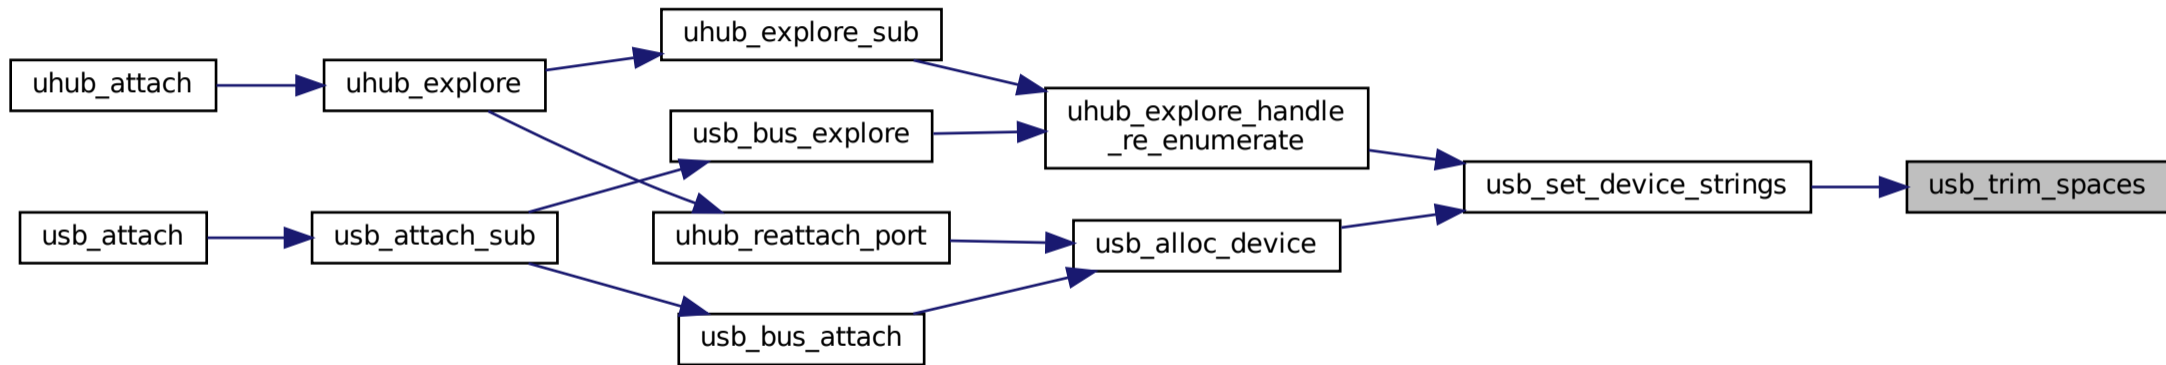 uhub_explore_sub
uhub_attach
uhub_explore
uhub_explore_handle
_re_enumerate
usb_bus_explore
usb_set_device_strings
usb_trim_spaces
usb_attach
usb_attach_sub
uhub_reattach_port
usb_alloc_device
usb_bus_attach